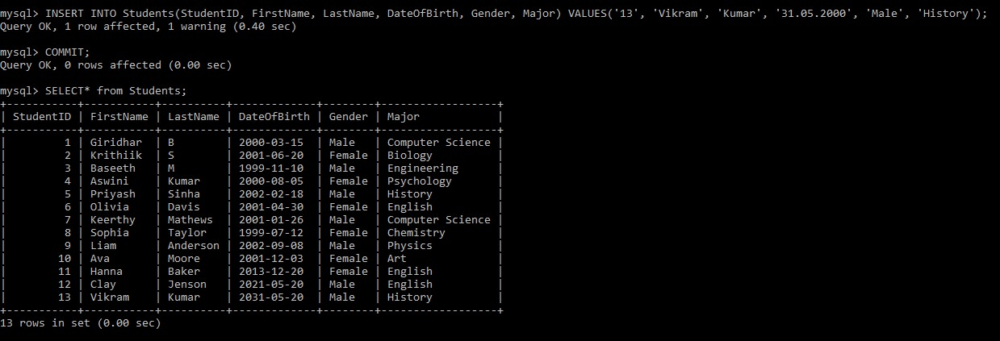 mysql> INSERT INTO Students(StudentID, FirstName, LastName, DateOfBirth, Gender, Major) VALUES('13', 'Vikram', 'Kumar', '31.05.2000', 'Male', 'History');
Query OK, 1 row affected, 1 warning (0.40 sec)

mysql> COMMIT;
Query OK, 0 rows affected (0.00 sec)

mysql> SELECT* from Students;
+-----------+-----------+----------+-------------+--------+------------------+
| StudentID | FirstName | LastName | DateOfBirth | Gender | Major            |
+-----------+-----------+----------+-------------+--------+------------------+
|         1 | Giridhar  | B        | 2000-03-15  | Male   | Computer Science |
|         2 | Krithiik  | S        | 2001-06-20  | Female | Biology          |
|         3 | Baseeth   | M        | 1999-11-10  | Male   | Engineering      |
|         4 | Aswini    | Kumar    | 2000-08-05  | Female | Psychology       |
|         5 | Priyash   | Sinha    | 2002-02-18  | Male   | History          |
|         6 | Olivia    | Davis    | 2001-04-30  | Female | English          |
|         7 | Keerthy   | Mathews  | 2001-01-26  | Male   | Computer Science |
|         8 | Sophia    | Taylor   | 1999-07-12  | Female | Chemistry        |
|         9 | Liam      | Anderson | 2002-09-08  | Male   | Physics          |
|        10 | Ava       | Moore    | 2001-12-03  | Female | Art              |
|        11 | Hanna     | Baker    | 2013-12-20  | Female | English          |
|        12 | Clay      | Jenson   | 2021-05-20  | Male   | English          |
|        13 | Vikram    | Kumar    | 2031-05-20  | Male   | History          |
+-----------+-----------+----------+-------------+--------+------------------+
13 rows in set (0.00 sec)